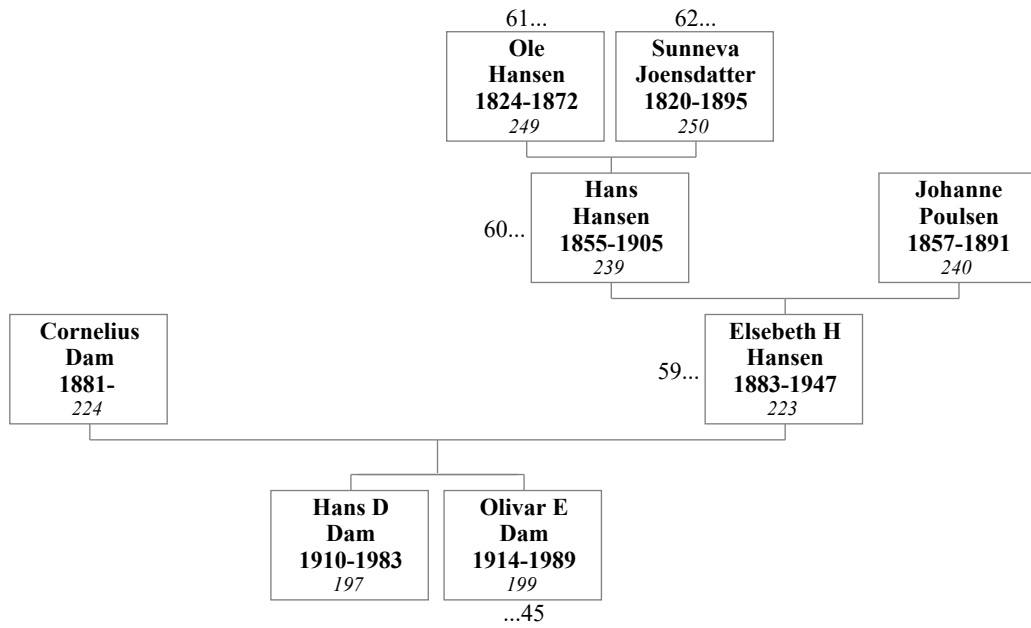 61...
62...
Ole
Hansen
1824-1872
249
Sunneva
Joensdatter
1820-1895
250
60...
Hans
Hansen
1855-1905
239
Johanne
Poulsen
1857-1891
240
Cornelius
Dam
1881-
224
59...
Elsebeth H
Hansen
1883-1947
223
Hans D
Dam
1910-1983
197
Olivar E
Dam
1914-1989
199
...45